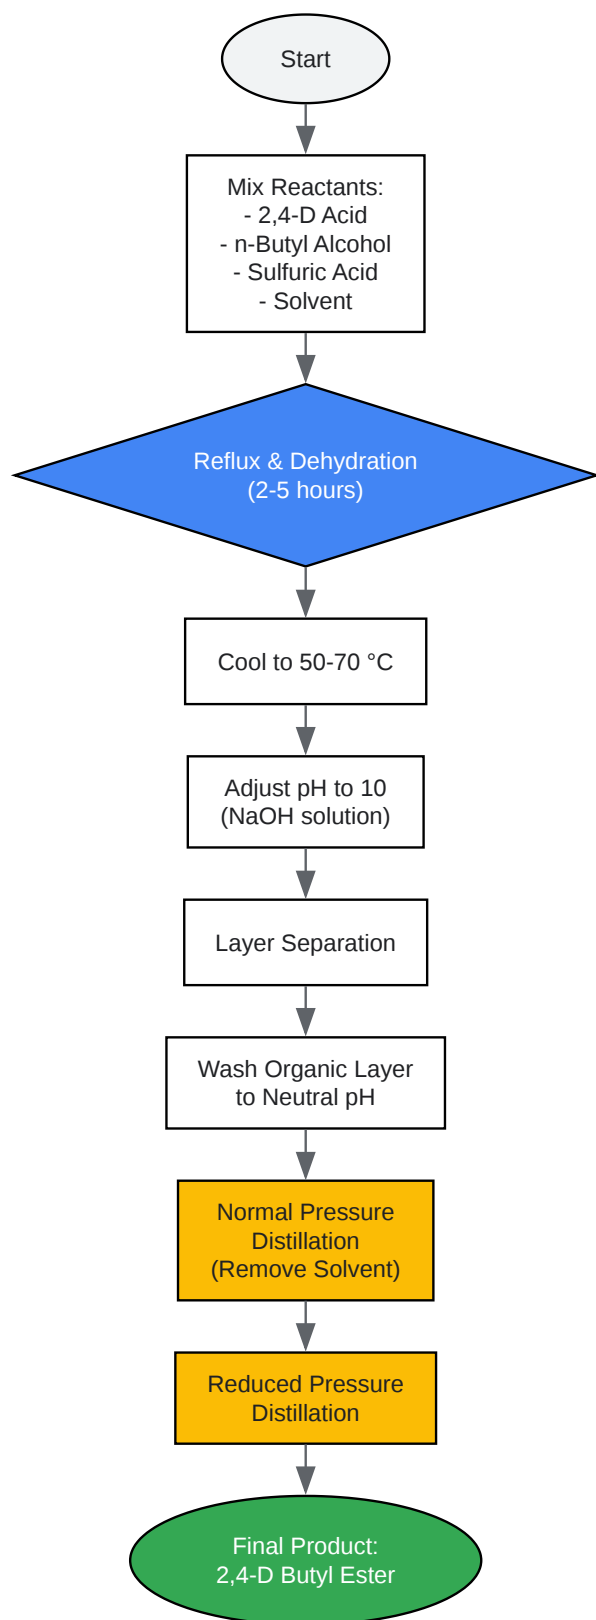 Start
Mix Reactants:
- 2,4-D Acid
- n-Butyl Alcohol
- Sulfuric Acid
- Solvent
Reflux & Dehydration
(2-5 hours)
Cool to 50-70 °C
Adjust pH to 10
(NaOH solution)
Layer Separation
Wash Organic Layer
to Neutral pH
Normal Pressure
Distillation
(Remove Solvent)
Reduced Pressure
Distillation
Final Product:
2,4-D Butyl Ester